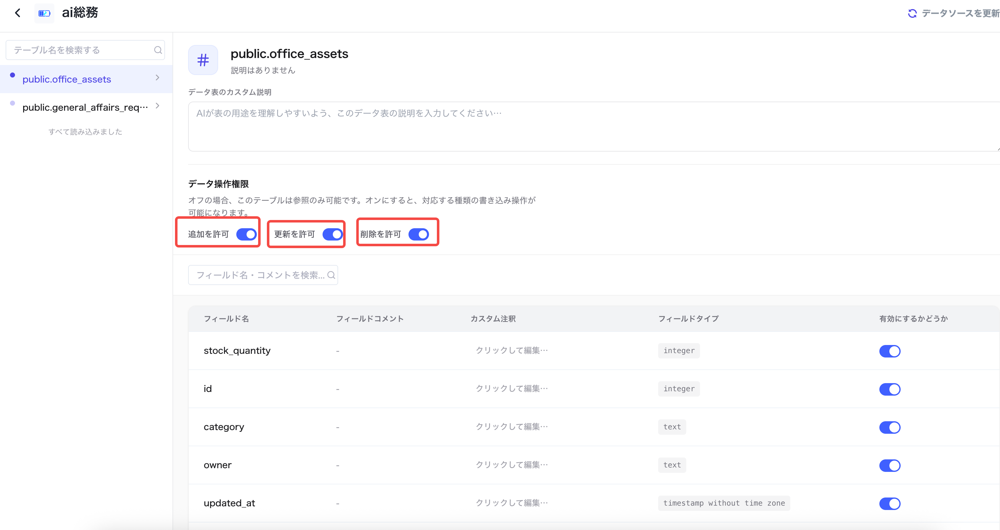 ai総務
データソースを更新
テーブル名を検索する
public.office_assets
public.general_affairs_req…
すべて読み込みました
#
public.office_assets
説明はありません
データ表のカスタム説明
AIが表の用途を理解しやすいよう、このデータ表の説明を入力してください…
データ操作権限
オフの場合、このテーブルは参照のみ可能です。オンにすると、対応する種類の書き込み操作が
可能になります。
追加を許可 更新を許可 削除を許可
フィールド名・コメントを検索...
フィールド名 フィールドコメント カスタム注釈 フィールドタイプ 有効にするかどうか
stock_quantity - クリックして編集… integer
id - クリックして編集… integer
category - クリックして編集… text
owner - クリックして編集… text
updated_at - クリックして編集… timestamp without time zone